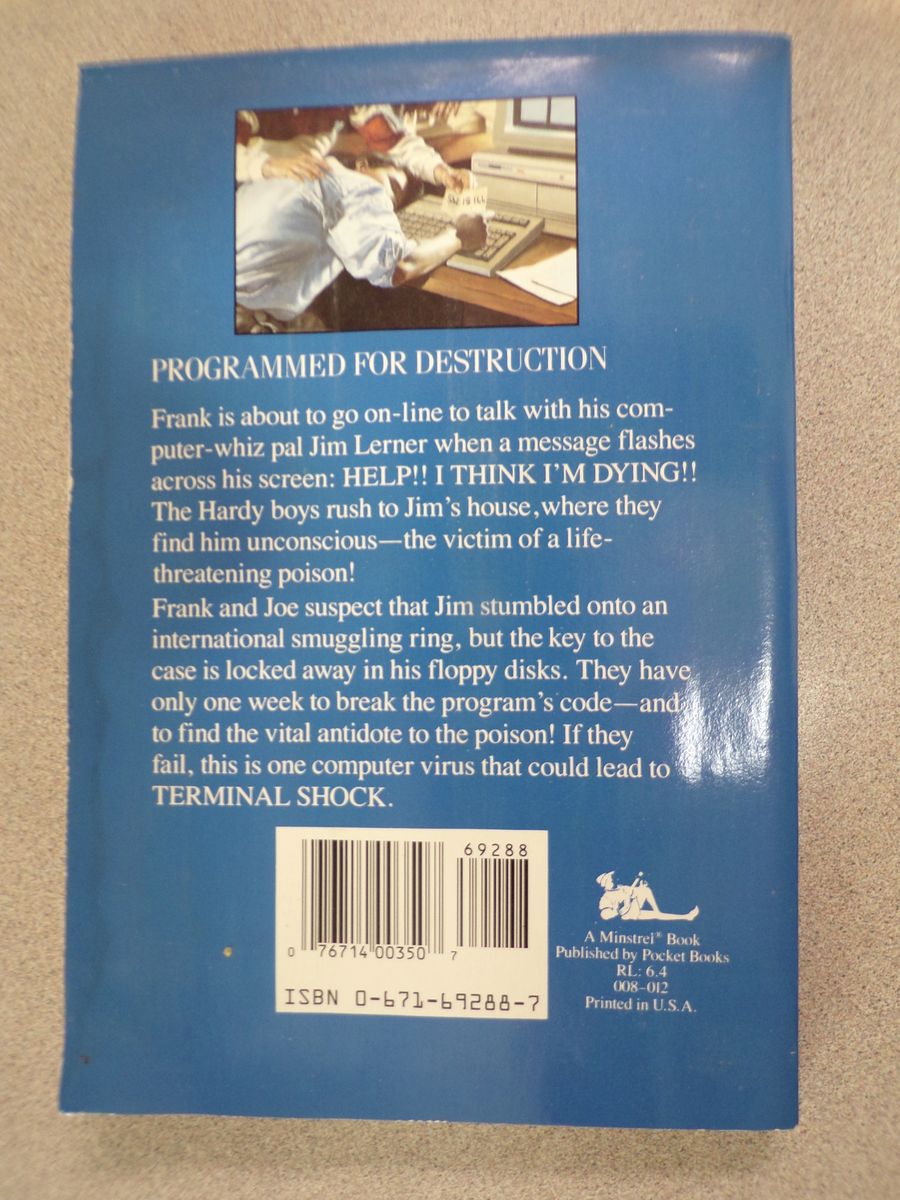 PROGRAMMED FOR DESTRUCTION
Frank is about to go on-line to talk with his com-
puter-whiz pal Jim Lerner when a message flashes
across his screen: HELP!! I THINK I'M DYING!!
The Hardy boys rush to Jim's house, where they
find him unconscious—the victim of a life-
threatening poison!
Frank and Joe suspect that Jim stumbled onto an
international smuggling ring, but the key to the
case is locked away in his floppy disks. They have
only one week to break the program's code—and
to find the vital antidote to the poison! If they
fail, this is one computer virus that could lead to
TERMINAL SHOCK.
69288
0 76714 00350 7
ISBN 0-671-69288-7
A Minstrel® Book
Published by Pocket Books
RL: 6.4
008-012
Printed in U.S.A.